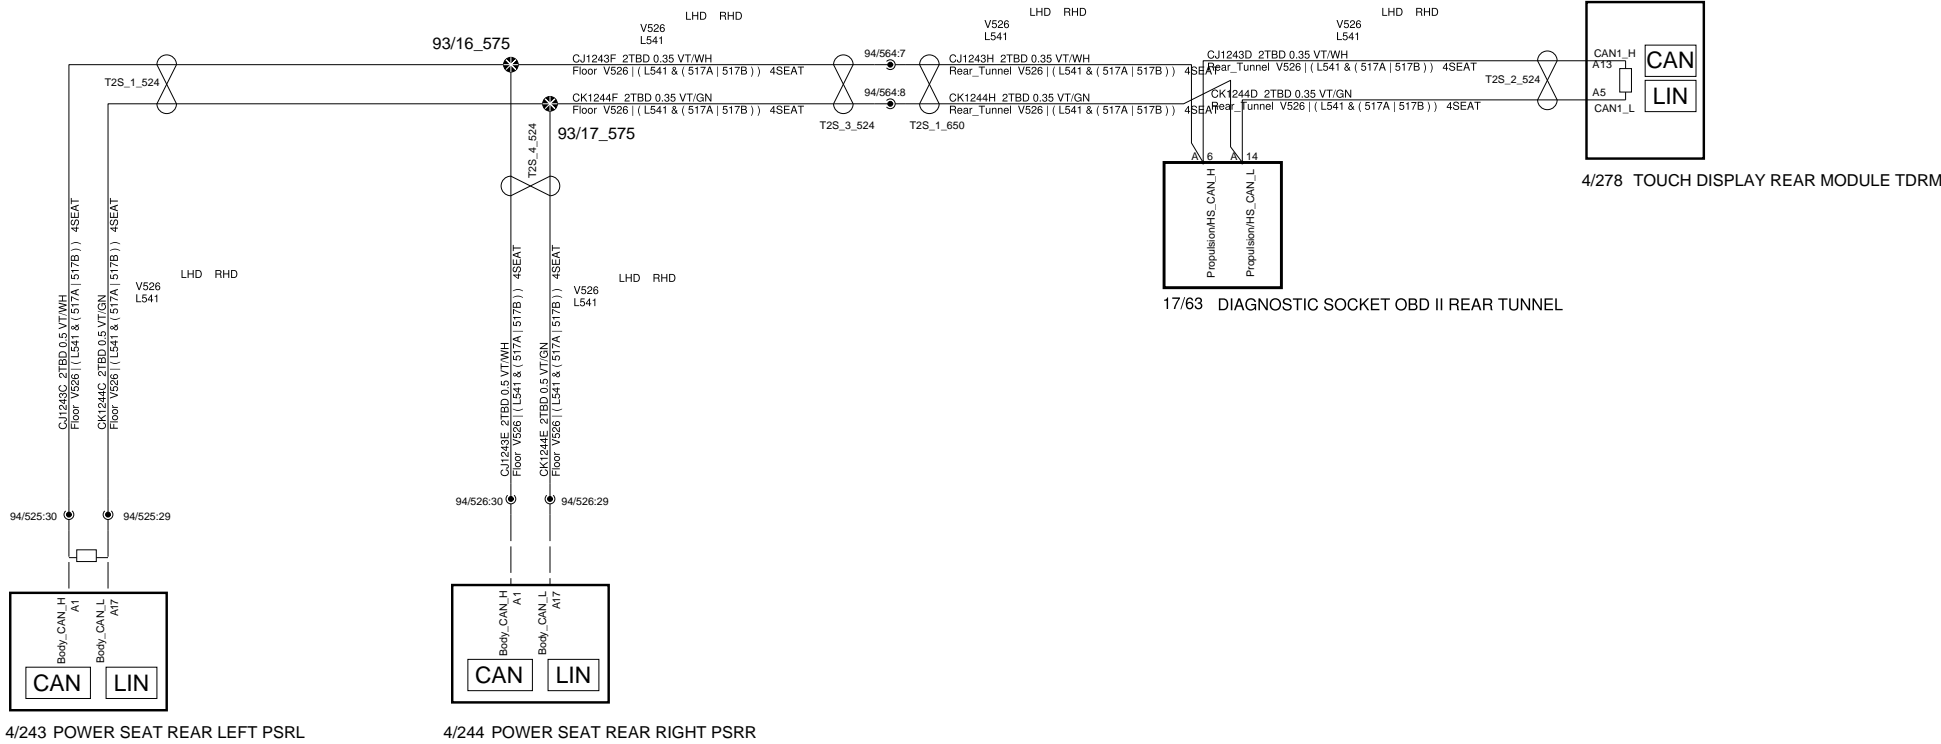 LHD RHD
V526
L541
93/16_575
CJ1243F 2TBD 0.35 VT/WH
Floor V526 | ( L541 & ( 517A | 517B ) ) 4SEAT
CK1244F 2TBD 0.35 VT/GN
Floor V526 | ( L541 & ( 517A | 517B ) ) 4SEAT
93/17_575
T2S_1_524
T2S_3_524
94/564:7
94/564:8
T2S_1_650
LHD RHD
V526
L541
CJ1243H 2TBD 0.35 VT/WH
Rear_Tunnel V526 | ( L541 & ( 517A | 517B ) ) 4SEAT
CK1244H 2TBD 0.35 VT/GN
Rear_Tunnel V526 | ( L541 & ( 517A | 517B ) ) 4SEAT
LHD RHD
V526
L541
CJ1243D 2TBD 0.35 VT/WH
Rear_Tunnel V526 | ( L541 & ( 517A | 517B ) ) 4SEAT
CK1244D 2TBD 0.35 VT/GN
Rear_Tunnel V526 | ( L541 & ( 517A | 517B ) ) 4SEAT
T2S_2_524
CAN1_H
A13
A5
CAN1_L
CAN
LIN
4/278 TOUCH DISPLAY REAR MODULE TDRM
A 6
A 14
Propulsion/HS_CAN_H
Propulsion/HS_CAN_L
17/63 DIAGNOSTIC SOCKET OBD II REAR TUNNEL
T2S_4_524
CJ1243C 2TBD 0.5 VT/WH
Floor V526 | ( L541 & ( 517A | 517B ) ) 4SEAT
CK1244C 2TBD 0.5 VT/GN
Floor V526 | ( L541 & ( 517A | 517B ) ) 4SEAT
LHD RHD
V526
L541
CJ1243E 2TBD 0.5 VT/WH
Floor V526 | ( L541 & ( 517A | 517B ) ) 4SEAT
CK1244E 2TBD 0.5 VT/GN
Floor V526 | ( L541 & ( 517A | 517B ) ) 4SEAT
LHD RHD
V526
L541
94/525:30
94/525:29
94/526:30
94/526:29
Body_CAN_H
A1
Body_CAN_L
A17
CAN
LIN
4/243 POWER SEAT REAR LEFT PSRL
Body_CAN_H
A1
Body_CAN_L
A17
CAN
LIN
4/244 POWER SEAT REAR RIGHT PSRR